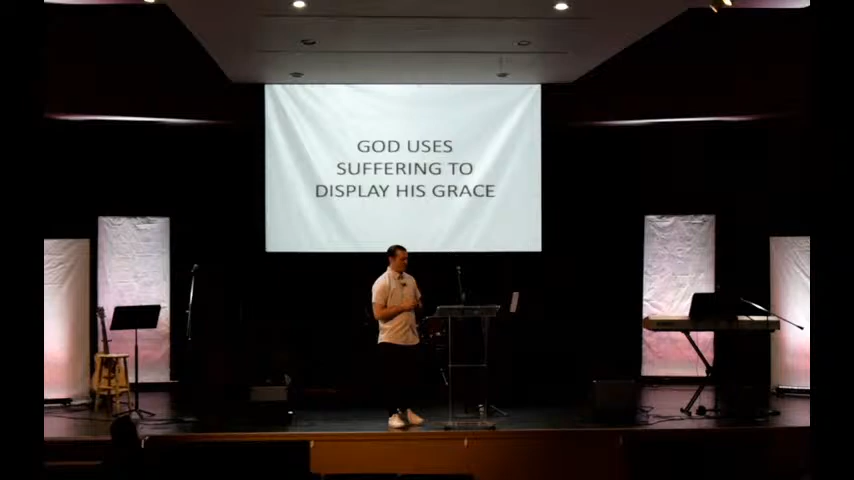 GOD USES
SUFFERING TO
DISPLAY HIS GRACE